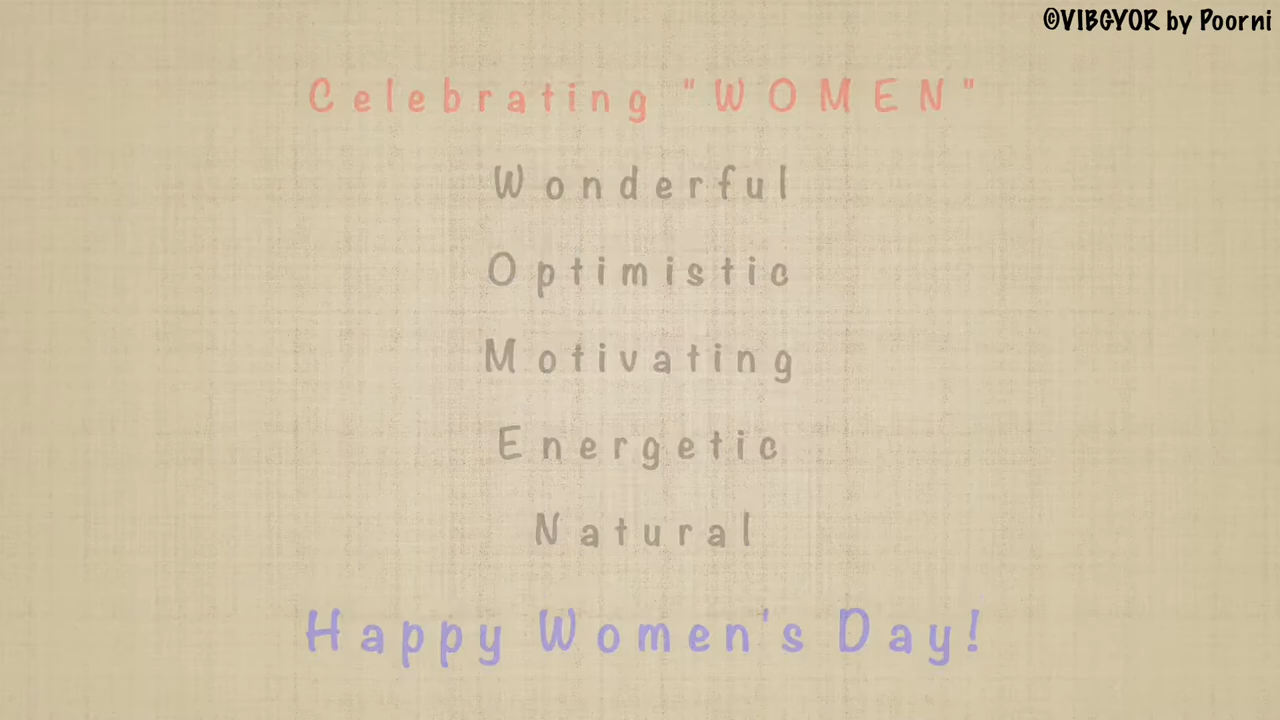 ©VIBGYOR by Poorni
Celebrating "WOMEN"
Wonderful
Optimistic
Motivating
Energetic
Natural
Happy Women's Day!